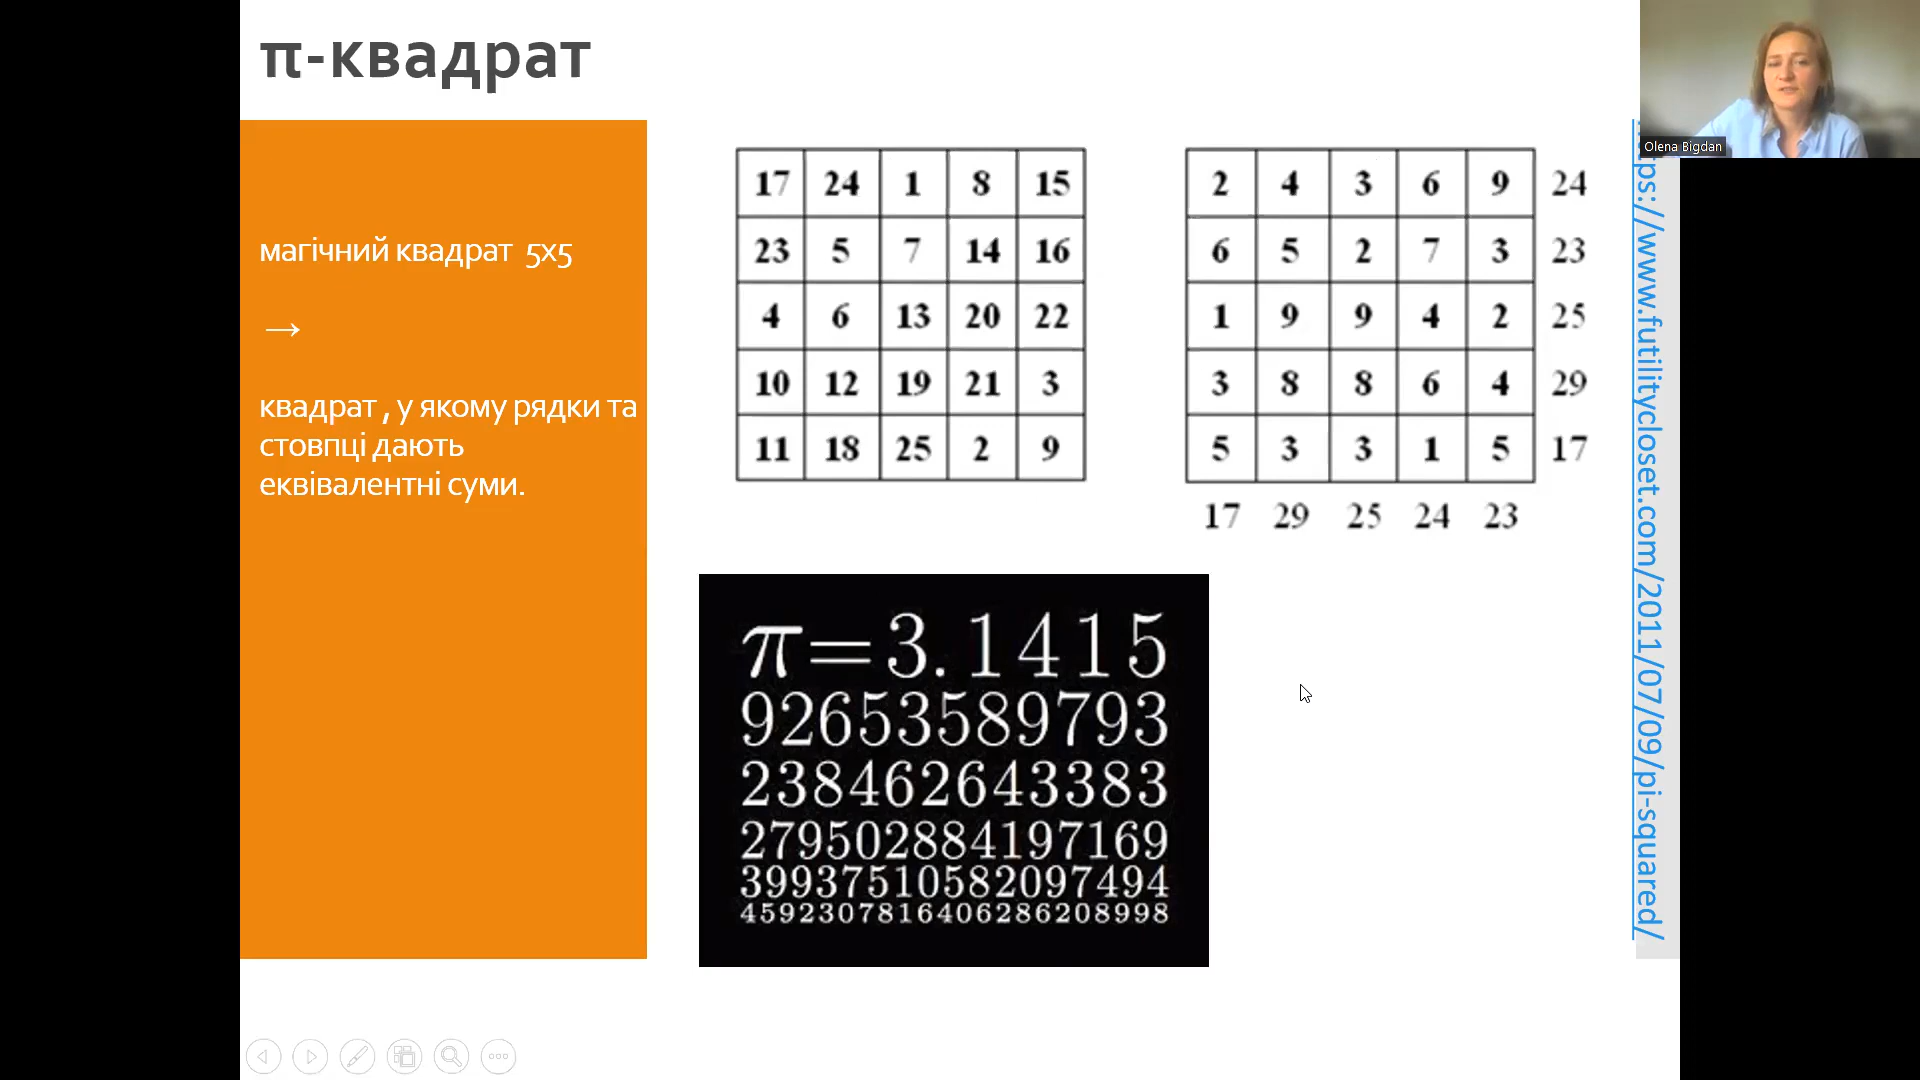 π-квадрат
Olena Bigdan
магічний квадрат 5х5
→
квадрат , у якому рядки та
стовпці дають
еквівалентні суми.
17 24 1 8 15
23 5 7 14 16
4 6 13 20 22
10 12 19 21 3
11 18 25 2 9
2 4 3 6 9 24
6 5 2 7 3 23
1 9 9 4 2 25
3 8 8 6 4 29
5 3 3 1 5 17
17 29 25 24 23
π=3.1415
92653589793
238462643383
279502884197169
39937510582097494
45923078164062862​08998
ps://www.futilitycloset.com/2011/07/09/pi-squared/